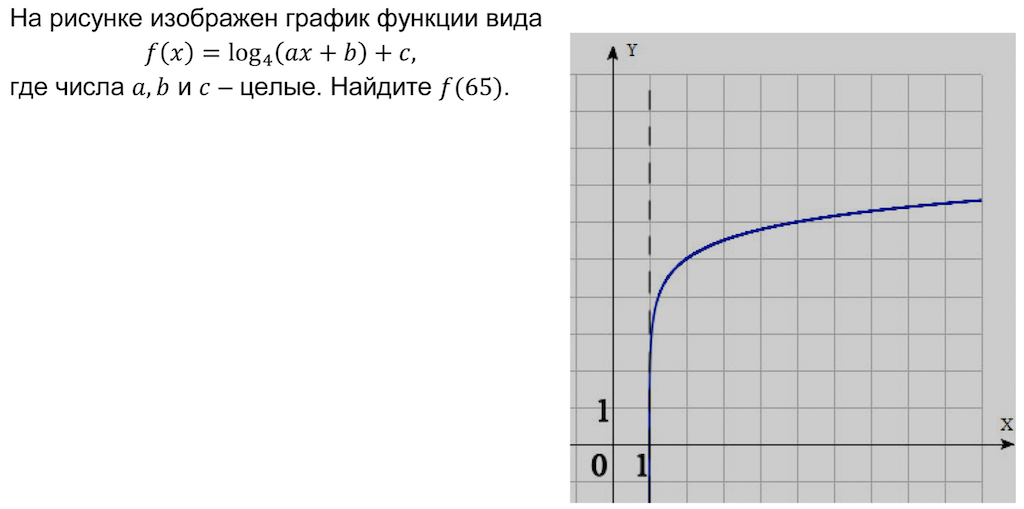 На рисунке изображен график функции вида
f(x) = log₄(ax + b) + c,
где числа a, b и c – целые. Найдите f(65).
Y
1
X
0 1